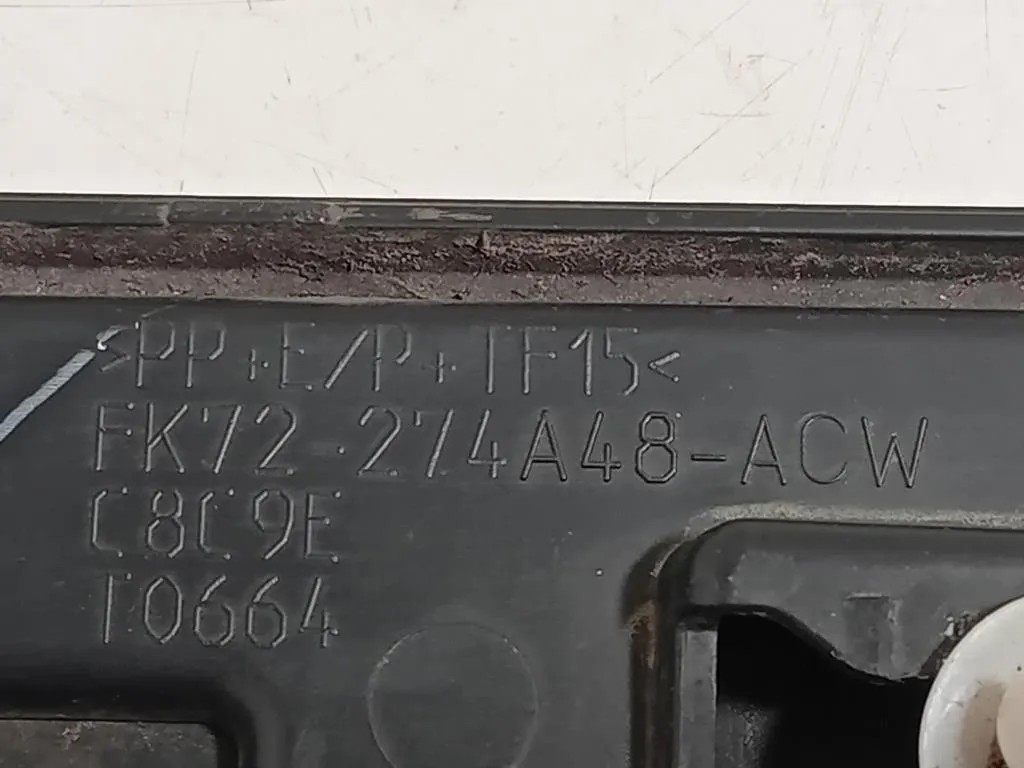 >PP+E/P+TF15<
FK72-274A48-ACW
C8C9E
T0664